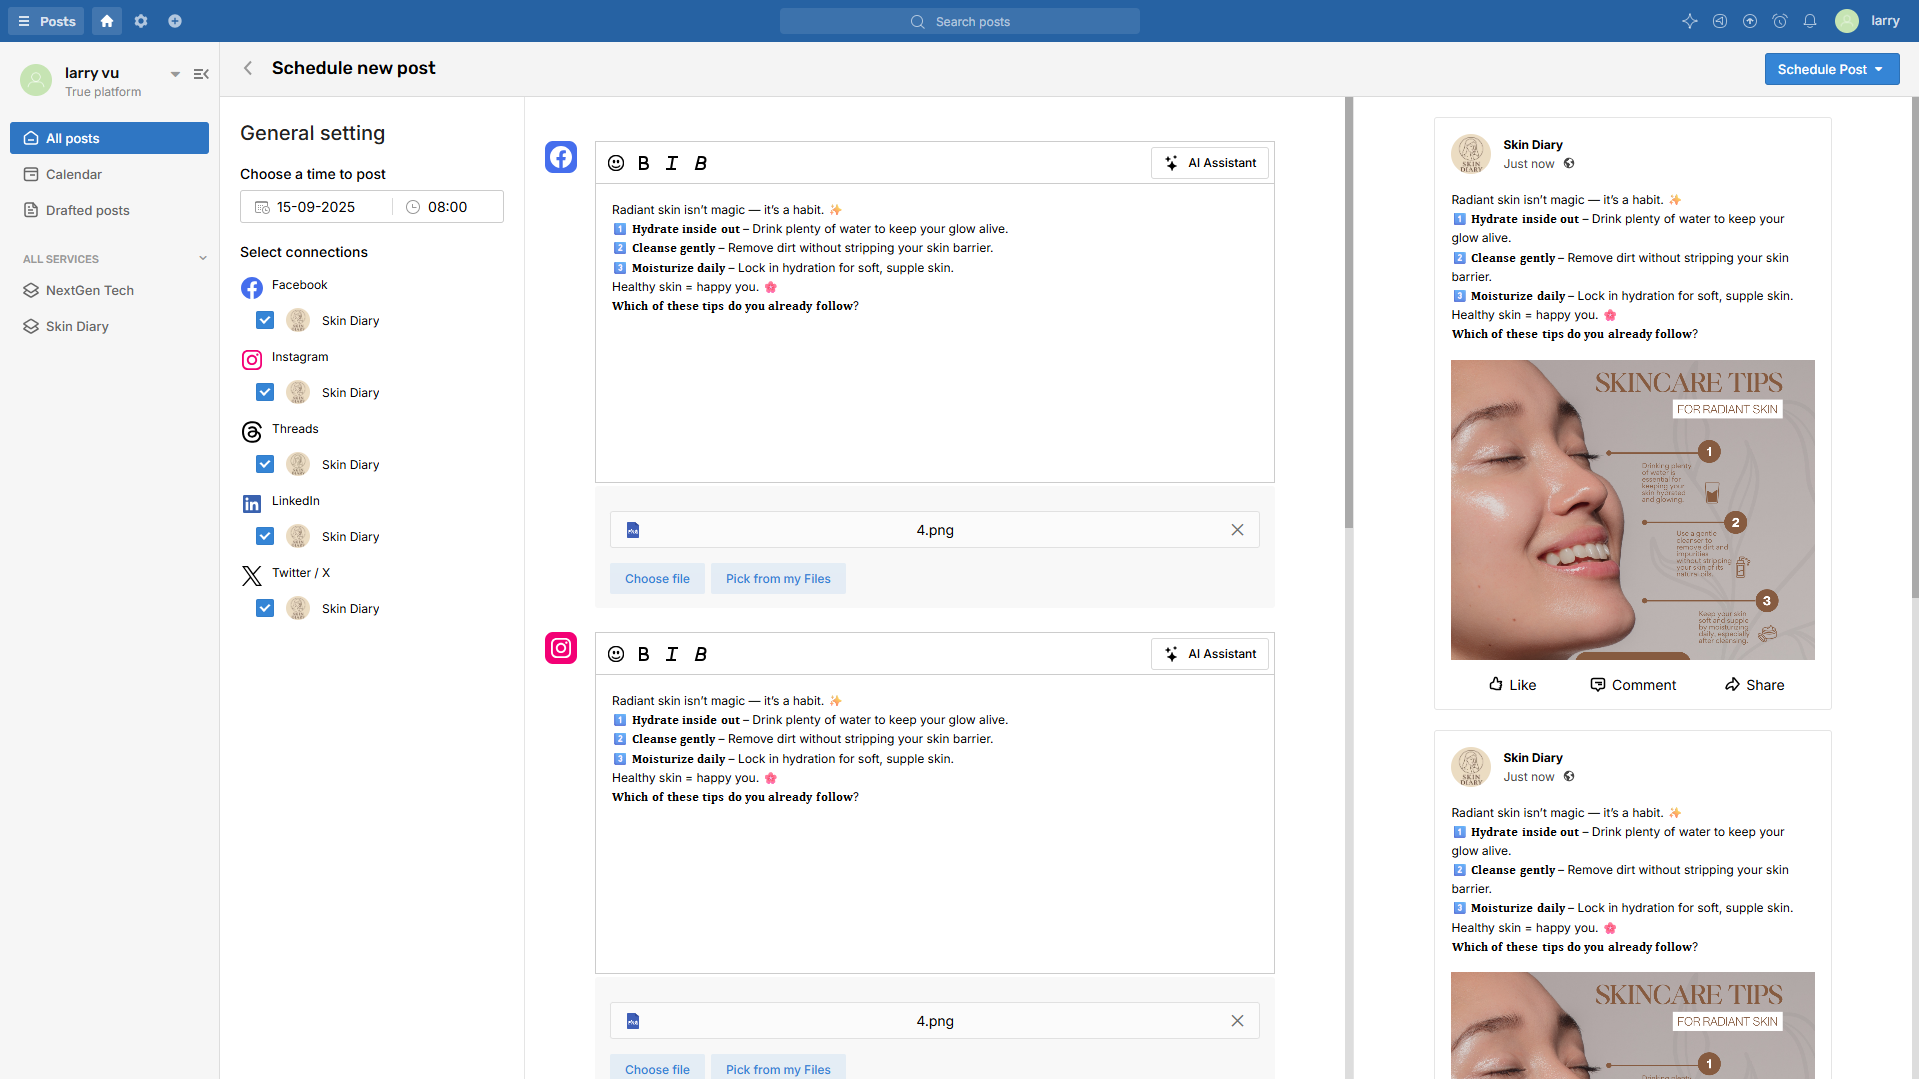 Posts
Search posts
larry
larry vu
True platform
All posts
Calendar
Drafted posts
ALL SERVICES
NextGen Tech
Skin Diary
Schedule new post
Schedule Post
General setting
Choose a time to post
15-09-2025
08:00
Select connections
Facebook
Skin Diary
Instagram
Skin Diary
Threads
Skin Diary
LinkedIn
Skin Diary
Twitter / X
Skin Diary
AI Assistant
Radiant skin isn’t magic — it’s a habit. ✨
1️⃣ Hydrate inside out – Drink plenty of water to keep your glow alive.
2️⃣ Cleanse gently – Remove dirt without stripping your skin barrier.
3️⃣ Moisturize daily – Lock in hydration for soft, supple skin.
Healthy skin = happy you. 🌸
Which of these tips do you already follow?
4.png
Choose file
Pick from my Files
AI Assistant
Radiant skin isn’t magic — it’s a habit. ✨
1️⃣ Hydrate inside out – Drink plenty of water to keep your glow alive.
2️⃣ Cleanse gently – Remove dirt without stripping your skin barrier.
3️⃣ Moisturize daily – Lock in hydration for soft, supple skin.
Healthy skin = happy you. 🌸
Which of these tips do you already follow?
4.png
Choose file
Pick from my Files
SKIN
DIARY
Skin Diary
Just now
Radiant skin isn’t magic — it’s a habit. ✨
1️⃣ Hydrate inside out – Drink plenty of water to keep your
glow alive.
2️⃣ Cleanse gently – Remove dirt without stripping your skin
barrier.
3️⃣ Moisturize daily – Lock in hydration for soft, supple skin.
Healthy skin = happy you. 🌸
Which of these tips do you already follow?
SKINCARE TIPS
FOR RADIANT SKIN
1
Drinking plenty
of water is
essential for
keeping your
skin hydrated
and glowing.
2
Use a gentle
cleanser to
remove dirt and
impurities
without stripping
your skin of its
natural oils.
3
Keep your skin
soft and supple
by moisturizing
daily, especially
after cleansing.
Like
Comment
Share
SKIN
DIARY
Skin Diary
Just now
Radiant skin isn’t magic — it’s a habit. ✨
1️⃣ Hydrate inside out – Drink plenty of water to keep your
glow alive.
2️⃣ Cleanse gently – Remove dirt without stripping your skin
barrier.
3️⃣ Moisturize daily – Lock in hydration for soft, supple skin.
Healthy skin = happy you. 🌸
Which of these tips do you already follow?
SKINCARE TIPS
FOR RADIANT SKIN
1
Drinking plenty